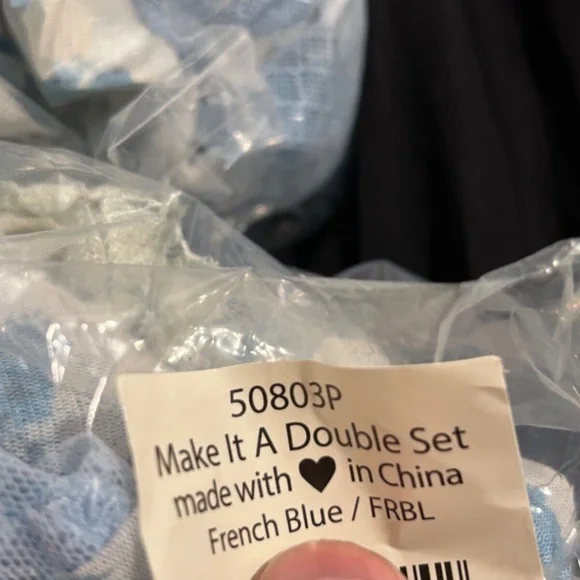 50803P
Make It A Double Set
made with ♥ in China
French Blue / FRBL